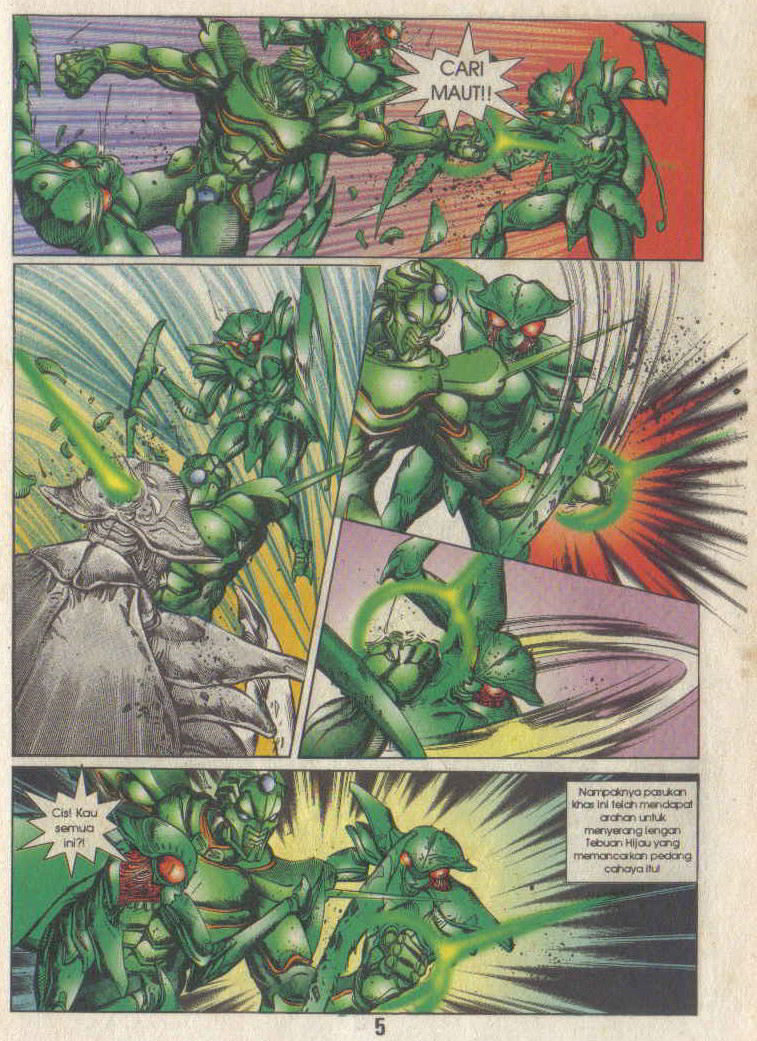 CARI
MAUT!!
Cis! Kau
semua
ini?!
Nampaknya pasukan
khas ini telah mendapat
arahan untuk
menyerang lengan
Tebuan Hijau yang
memancarkan pedang
cahaya itu!
5